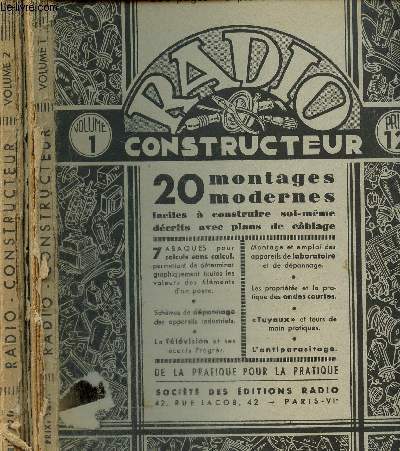 RADIO CONSTRUCTEUR VOLUME 2
RADIO CONSTRUCTEUR VOLUME 1
RADIO
VOLUME
1
CONSTRUCTEUR
20 montages
modernes
faciles à construire soi-même
décrits avec plans de câblage
7 ABAQUES pour
calculs sans calcul,
permettant de déterminer
graphiquement toutes les
valeurs des éléments
d'un poste.
Schémas de dépannage
des appareils industriels.
La Télévision et ses
récents Progrès.
Montage et emploi des
appareils de laboratoire
et de dépannage.
Les propriétés et la pra-
tique des ondes courtes.
«Tuyaux» et tours de
main pratiques.
L'antiparasitage.
DE LA PRATIQUE POUR LA PRATIQUE
SOCIÉTÉ DES ÉDITIONS RADIO
42, RUE JACOB, 42 — PARIS-VIe